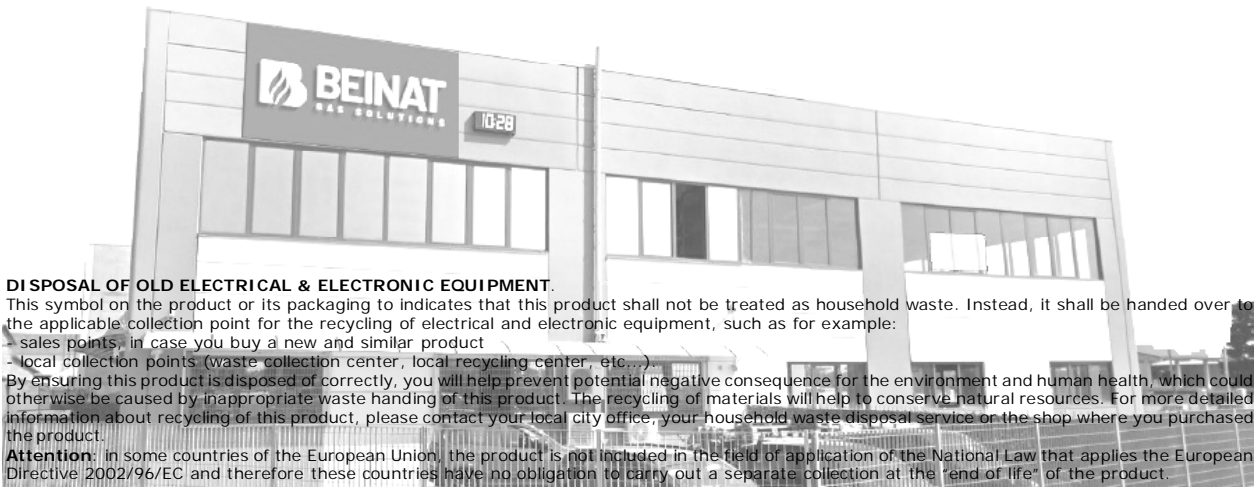 BEINAT
GAS SOLUTIONS
10:28
DISPOSAL OF OLD ELECTRICAL & ELECTRONIC EQUIPMENT.
This symbol on the product or its packaging to indicates that this product shall not be treated as household waste. Instead, it shall be handed over to
the applicable collection point for the recycling of electrical and electronic equipment, such as for example:
- sales points, in case you buy a new and similar product
- local collection points (waste collection center, local recycling center, etc...).
By ensuring this product is disposed of correctly, you will help prevent potential negative consequence for the environment and human health, which could
otherwise be caused by inappropriate waste handing of this product. The recycling of materials will help to conserve natural resources. For more detailed
information about recycling of this product, please contact your local city office, your household waste disposal service or the shop where you purchased
the product.
Attention: in some countries of the European Union, the product is not included in the field of application of the National Law that applies the European
Directive 2002/96/EC and therefore these countries have no obligation to carry out a separate collection at the "end of life" of the product.